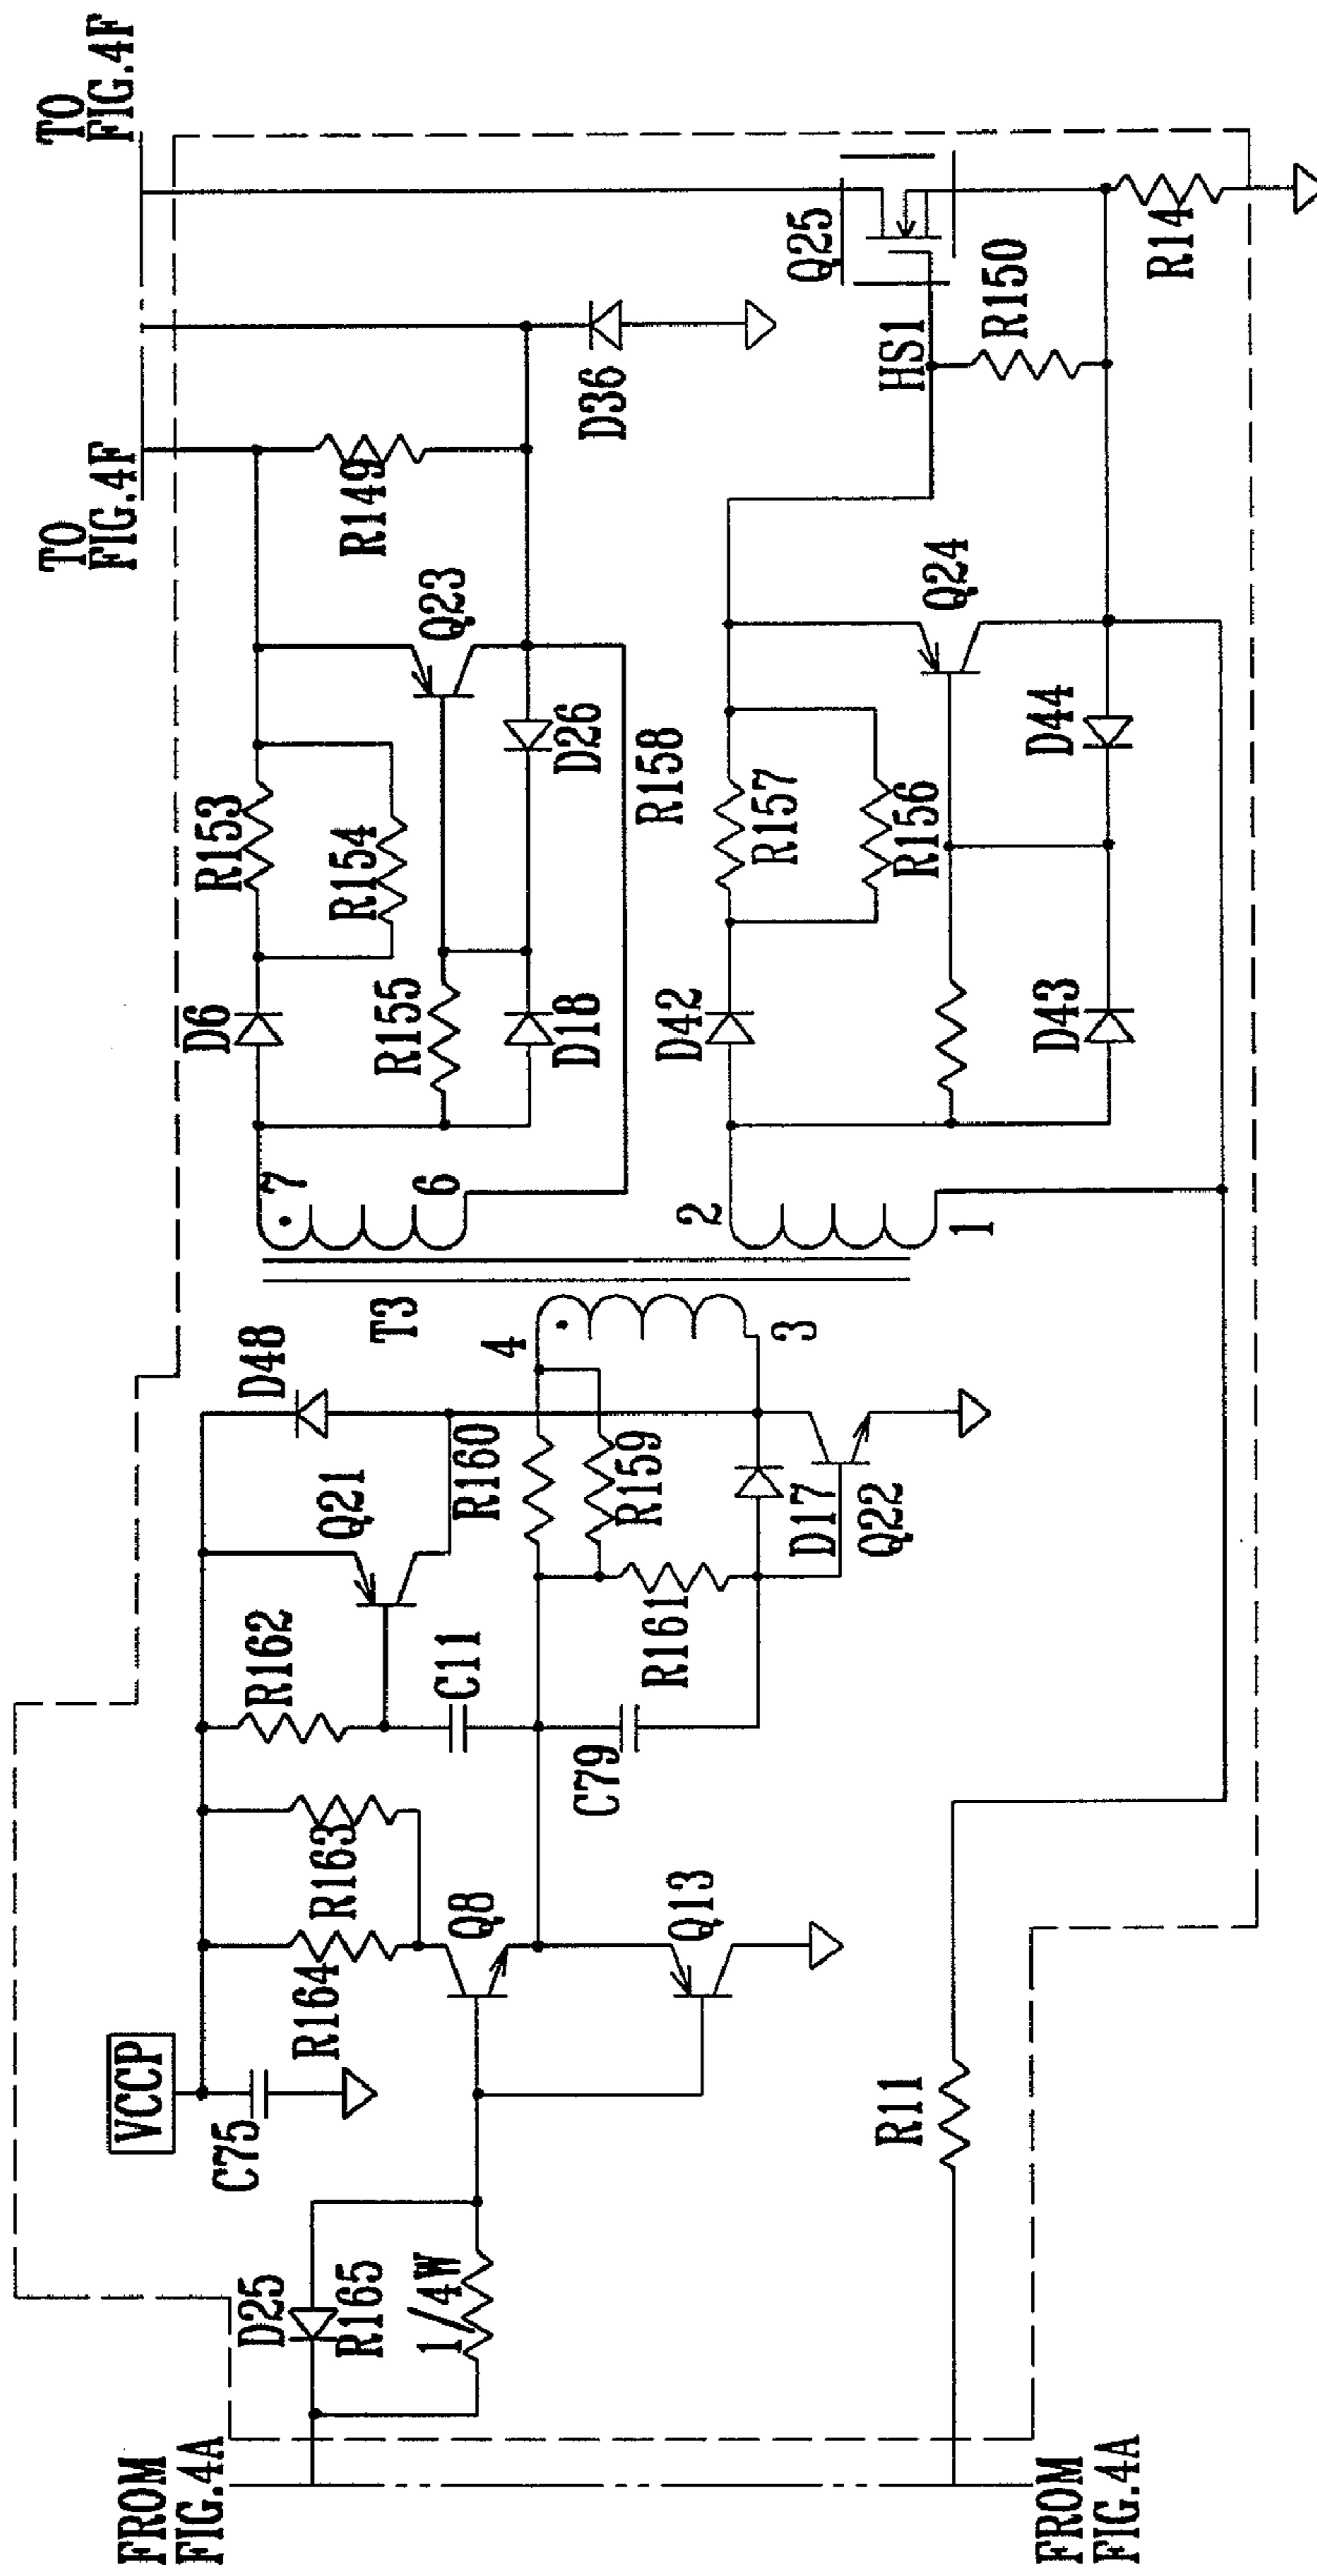 FROM
FIG.4A
D25
R165
1/4W
VCCP
C75
R164
R163
Q8
Q13
R162
C11
C79
Q21
R161
D48
R160
R159
D17
Q22
T3
4
3
7
6
2
1
D6
R153
R154
R155
D18
D26
Q23
R149
D36
TO
FIG.4F
TO
FIG.4F
D42
R158
R157
R156
D43
D44
Q24
HS1
Q25
R150
R14
R11
FROM
FIG.4A